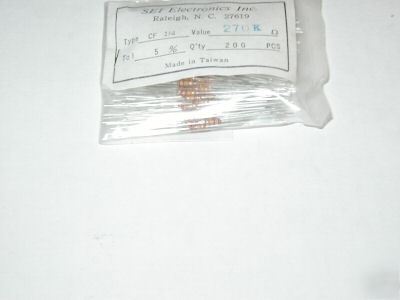 SEI Electronics Inc.
Raleigh, N. C. 27619
Type CF 1/4 Value 270K Ω
Tol 5 % Q'ty 200 PCS
Made in Taiwan